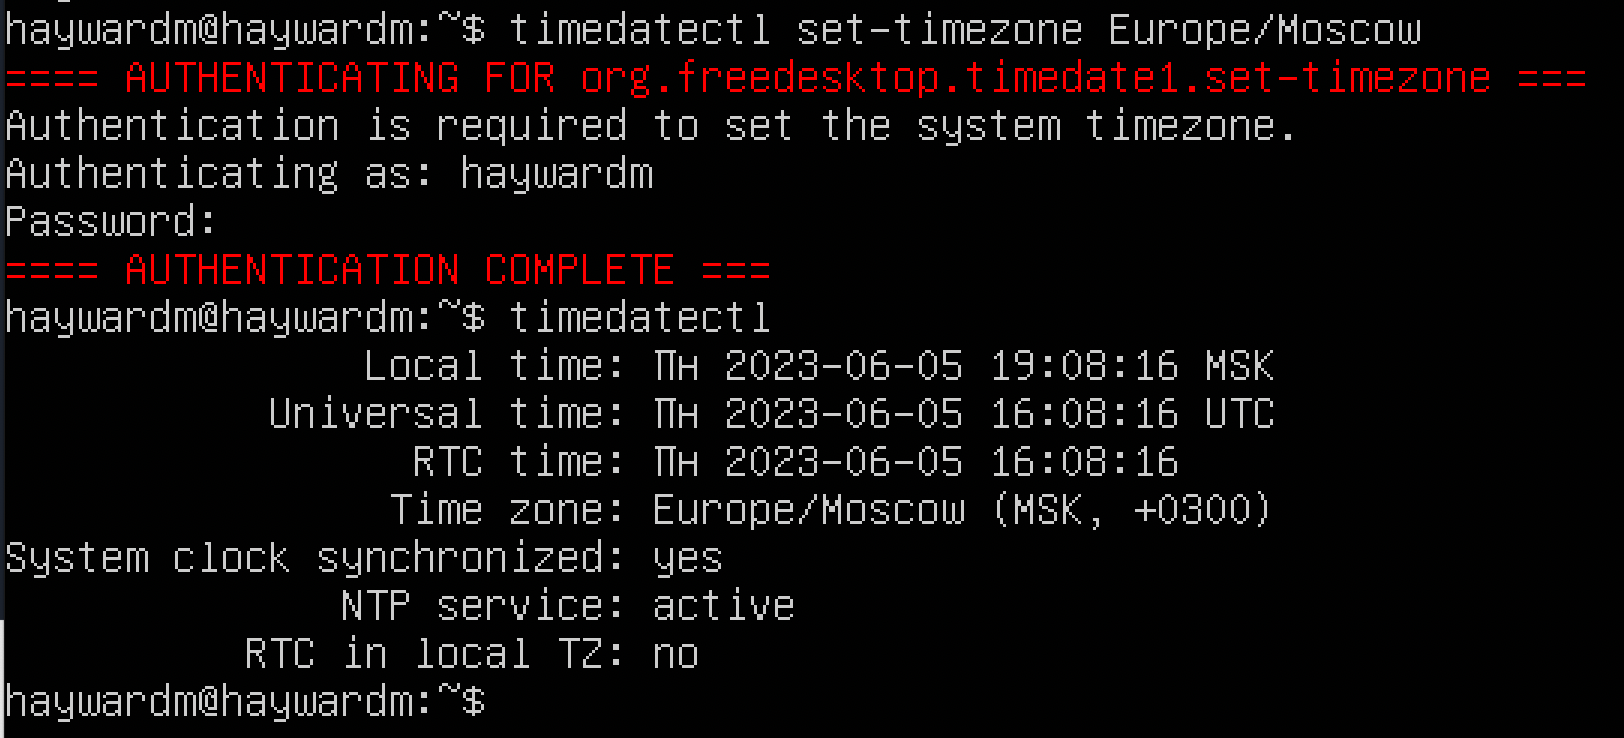 haywardm@haywardm:~$ timedatectl set-timezone Europe/Moscow
==== AUTHENTICATING FOR org.freedesktop.timedate1.set-timezone ===
Authentication is required to set the system timezone.
Authenticating as: haywardm
Password:
==== AUTHENTICATION COMPLETE ===
haywardm@haywardm:~$ timedatectl
Local time: Пн 2023-06-05 19:08:16 MSK
Universal time: Пн 2023-06-05 16:08:16 UTC
RTC time: Пн 2023-06-05 16:08:16
Time zone: Europe/Moscow (MSK, +0300)
System clock synchronized: yes
NTP service: active
RTC in local TZ: no
haywardm@haywardm:~$